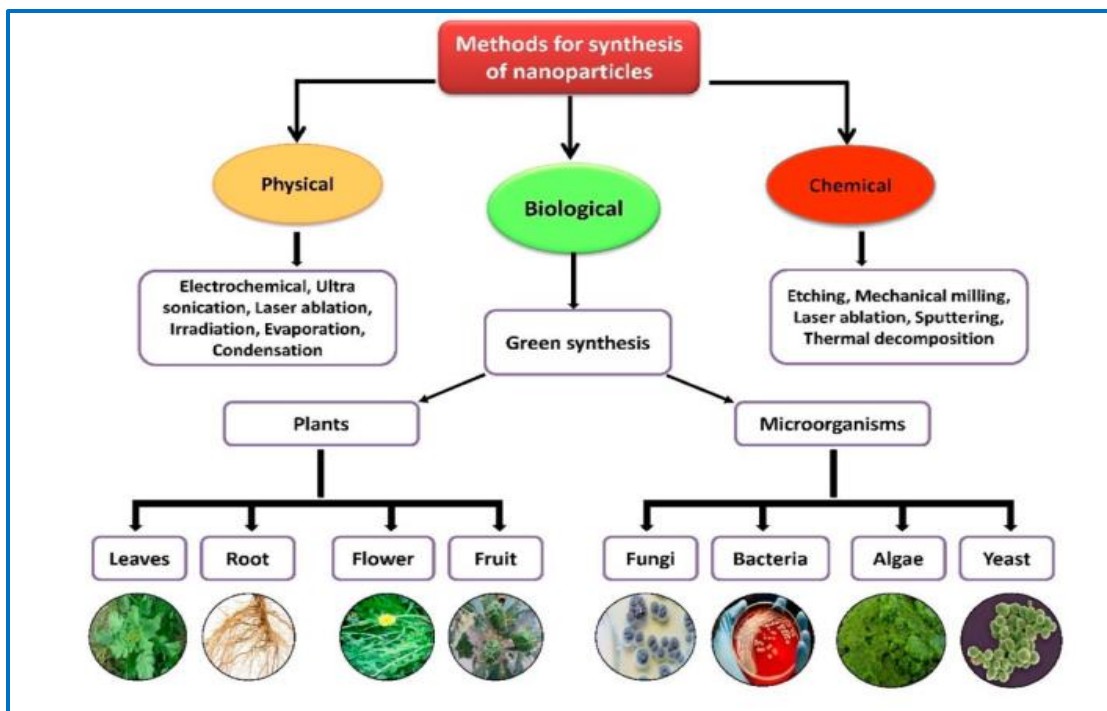 Methods for synthesis
of nanoparticles
Physical
Biological
Chemical
Electrochemical, Ultra
sonication, Laser ablation,
Irradiation, Evaporation,
Condensation
Green synthesis
Etching, Mechanical milling,
Laser ablation, Sputtering,
Thermal decomposition
Plants
Microorganisms
Leaves
Root
Flower
Fruit
Fungi
Bacteria
Algae
Yeast